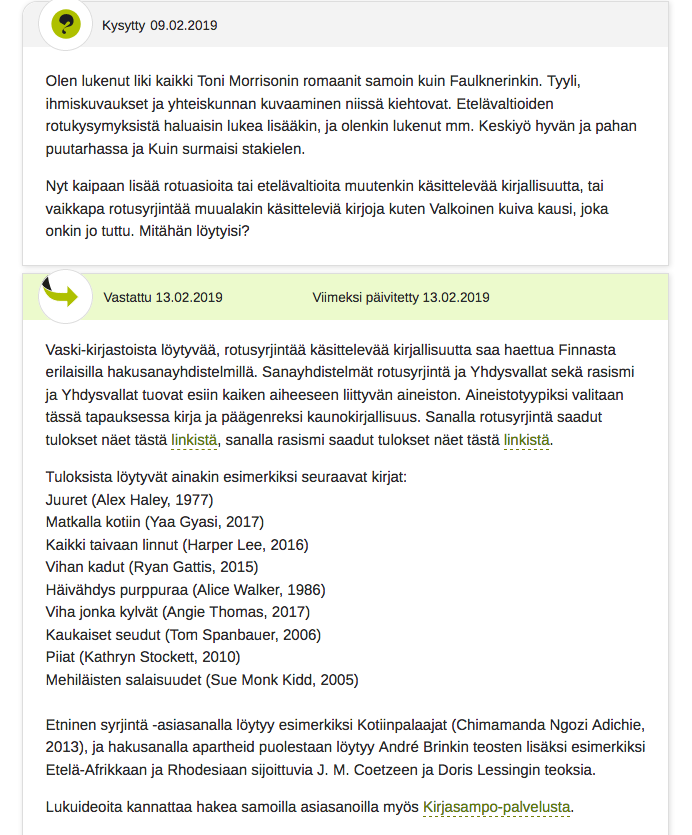 Kysytty 09.02.2019
Olen lukenut liki kaikki Toni Morrisonin romaanit samoin kuin Faulknerinkin. Tyyli,
ihmiskuvaukset ja yhteiskunnan kuvaaminen niissä kiehtovat. Etelävaltioiden
rotukysymyksistä haluaisin lukea lisääkin, ja olenkin lukenut mm. Keskiyö hyvän ja pahan
puutarhassa ja Kuin surmaisi stakielen.
Nyt kaipaan lisää rotuasioita tai etelävaltioita muutenkin käsittelevää kirjallisuutta, tai
vaikkapa rotusyrjintää muualakin käsitteleviä kirjoja kuten Valkoinen kuiva kausi, joka
onkin jo tuttu. Mitähän löytyisi?
Vastattu 13.02.2019 Viimeksi päivitetty 13.02.2019
Vaski-kirjastoista löytyvää, rotusyrjintää käsittelevää kirjallisuutta saa haettua Finnasta
erilaisilla hakusanayhdistelmillä. Sanayhdistelmät rotusyrjintä ja Yhdysvallat sekä rasismi
ja Yhdysvallat tuovat esiin kaiken aiheeseen liittyvän aineiston. Aineistotyypiksi valitaan
tässä tapauksessa kirja ja päägenreksi kaunokirjallisuus. Sanalla rotusyrjintä saadut
tulokset näet tästä linkistä, sanalla rasismi saadut tulokset näet tästä linkistä.
Tuloksista löytyvät ainakin esimerkiksi seuraavat kirjat:
Juuret (Alex Haley, 1977)
Matkalla kotiin (Yaa Gyasi, 2017)
Kaikki taivaan linnut (Harper Lee, 2016)
Vihan kadut (Ryan Gattis, 2015)
Häivähdys purppuraa (Alice Walker, 1986)
Viha jonka kylvät (Angie Thomas, 2017)
Kaukaiset seudut (Tom Spanbauer, 2006)
Piiat (Kathryn Stockett, 2010)
Mehiläisten salaisuudet (Sue Monk Kidd, 2005)
Etninen syrjintä -asiasanalla löytyy esimerkiksi Kotiinpalaajat (Chimamanda Ngozi Adichie,
2013), ja hakusanalla apartheid puolestaan löytyy André Brinkin teosten lisäksi esimerkiksi
Etelä-Afrikkaan ja Rhodesiaan sijoittuvia J. M. Coetzeen ja Doris Lessingin teoksia.
Lukuideoita kannattaa hakea samoilla asiasanoilla myös Kirjasampo-palvelusta.